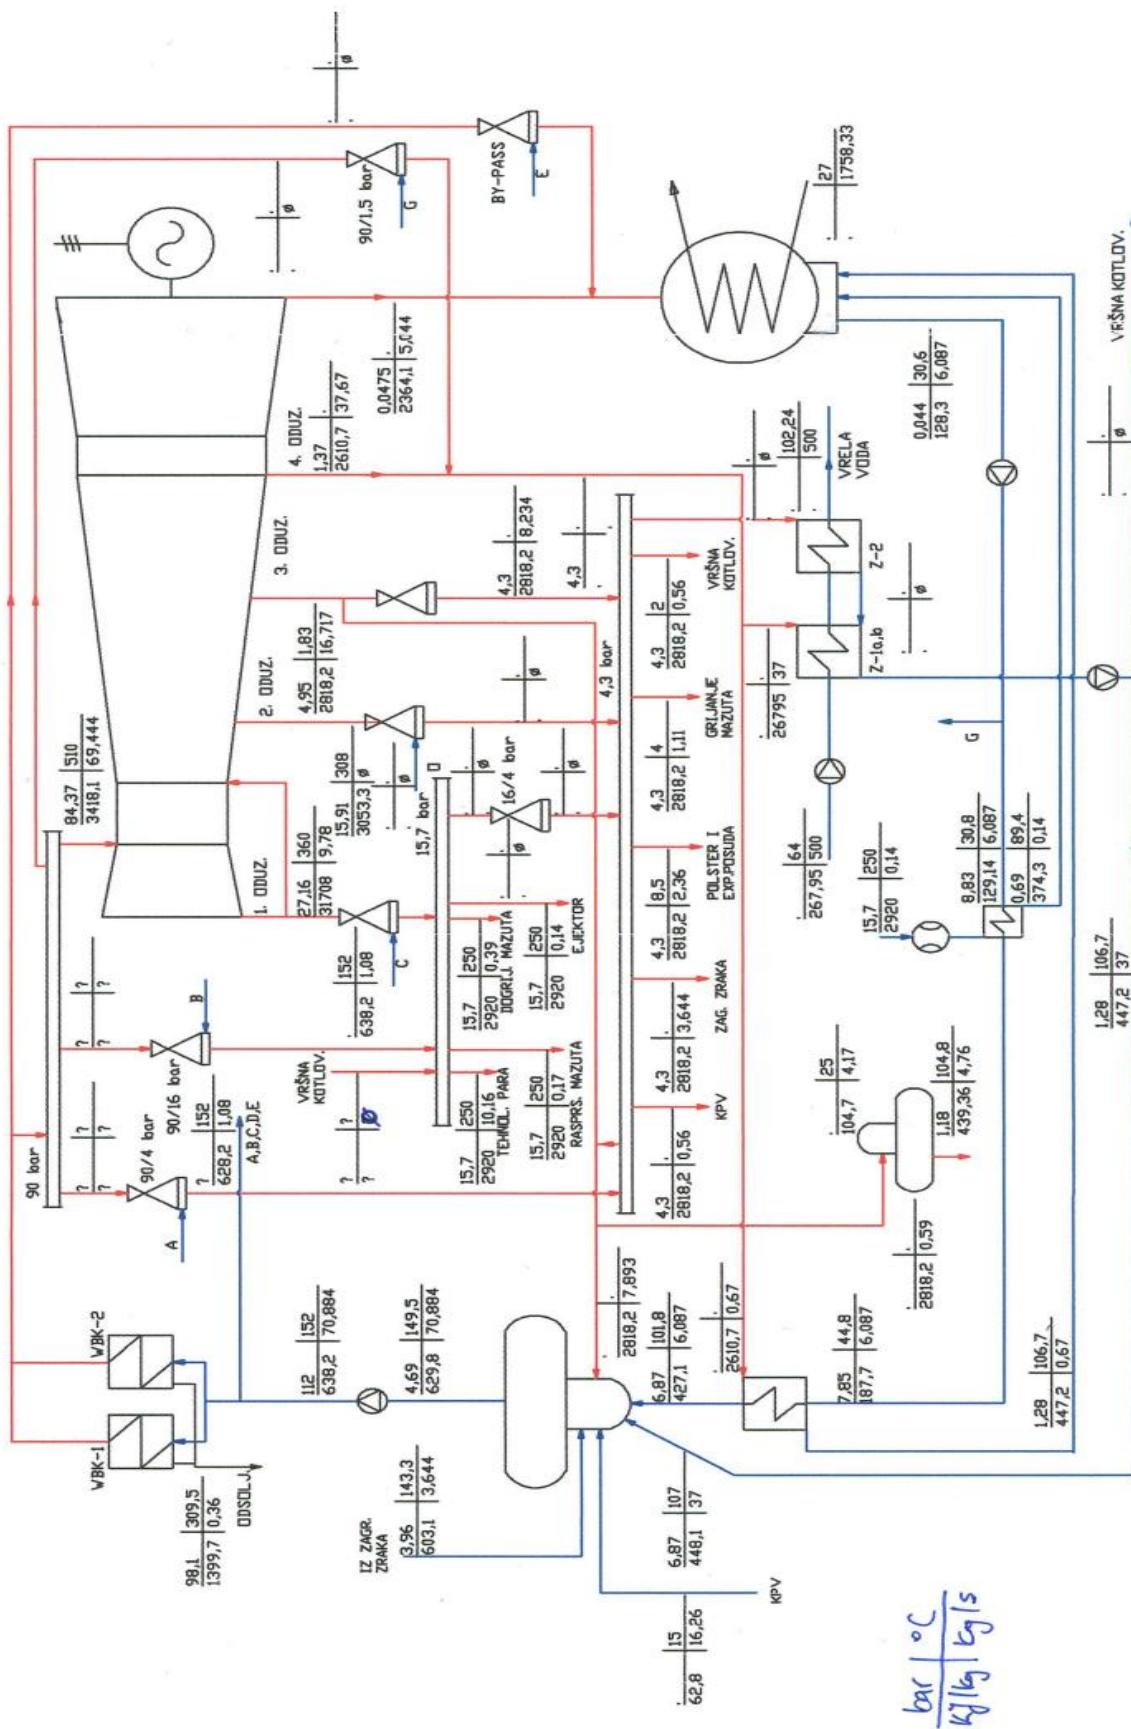 WBK-1
WBK-2
98,1 309,5
1399,7 0,36
ODSOLJ.
90 bar
84,37 510
3418,1 69,444
? ?
? ?
? ?
? ?
A
B
90/4 bar
90/16 bar
? 152
628,2 1,08
A,B,C,D,E
1. ODUZ.
27,16 360
31708 9,78
2. ODUZ.
15,91 308
3053,3 Ø
3. ODUZ.
4,95 1,83
2818,2 16,717
4. ODUZ.
1,37 .
2610,7 37,67
0,0475 .
2364,1 5,044
Ø
Ø
90/1,5 bar
G
BY-PASS
E
27
1758,33
152
638,2 1,08
C
15,7 bar
D
Ø
Ø
Ø
Ø
Ø
16/4 bar
4,3 .
2818,2 8,234
4,3 .
4,3 bar
VRŠNA
KOTLOV.
? ?
? Ø
15,7 250
2920 10,16
TEHNOL. PARA
15,7 250
2920 0,17
RASPRS. MAZUTA
15,7 250
2920 0,39
DOGRIJ. MAZUTA
15,7 250
2920 0,14
EJEKTOR
112 152
638,2 70,884
4,69 149,5
629,8 70,884
IZ ZAGR.
ZRAKA
3,96 143,3
603,1 3,644
15
62,8 16,26
KPV
6,87 107
448,1 37
2818,2 7,893
6,87 101,8
427,1 6,087
2610,7 0,67
7,85 44,8
187,7 6,087
1,28 106,7
447,2 0,67
4,3 .
2818,2 0,56
KPV
4,3 .
2818,2 3,644
ZAG. ZRAKA
4,3 8,5
2818,2 2,36
POLSTER I
EXP.POSUDA
4,3 4
2818,2 1,11
GRIJANJE
MAZUTA
4,3 2
2818,2 0,56
VRŠNA
KOTLOV.
Ø
102,24
500
VRELA
VODA
Z-2
Z-1a,b
Ø
26795 37
64
267,95 500
0,044 30,6
128,3 6,087
G
8,83 30,8
129,14 6,087
0,69 89,4
374,3 0,14
15,7 250
2920 0,14
25
104,7 4,17
1,18 104,8
439,36 4,76
2818,2 0,59
1,28 106,7
447,2 37
Ø
VRŠNA KOTLOV.
bar °C
kJ/kg kg/s